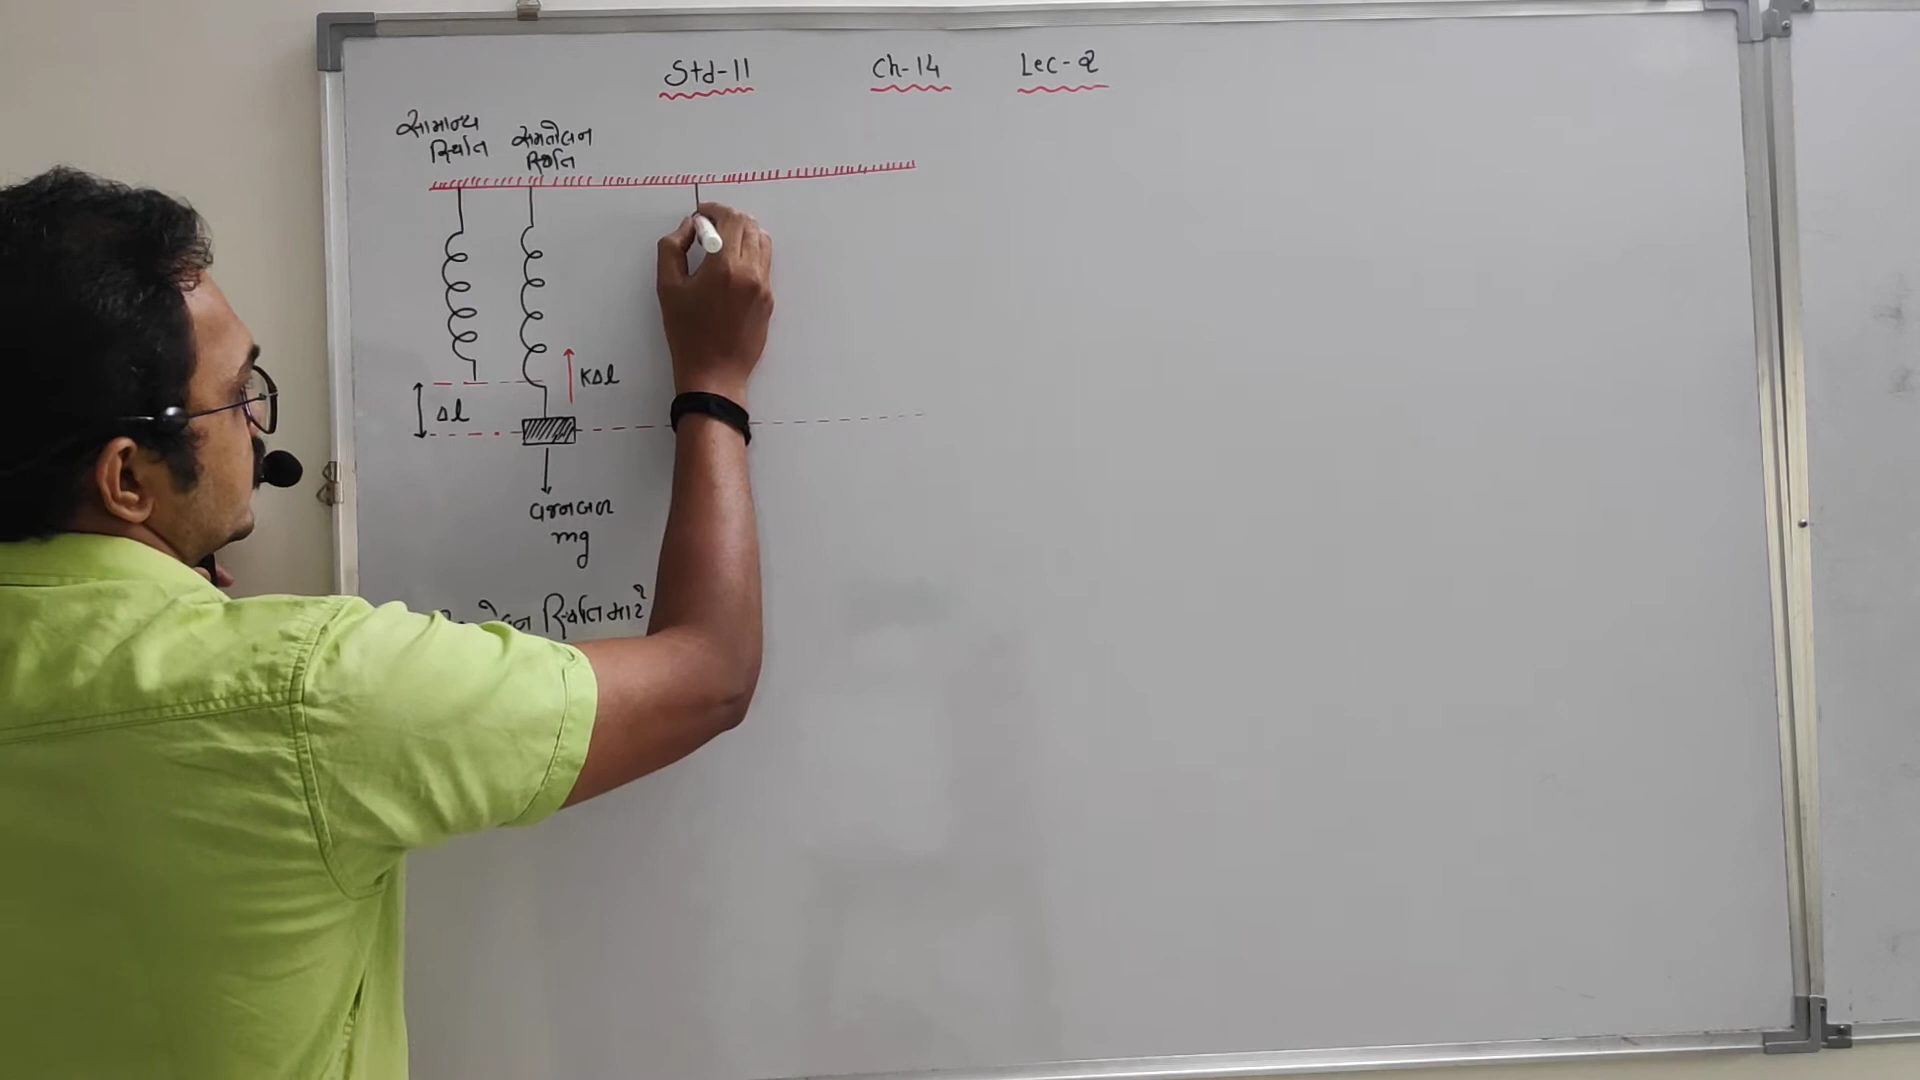 Std-11 Ch-14 Lec-2
સામાન્ય સ્થિતિ
સમતોલન સ્થિતિ
KΔl
Δl
વજનબળ
mg
સ્થિતિ માટે